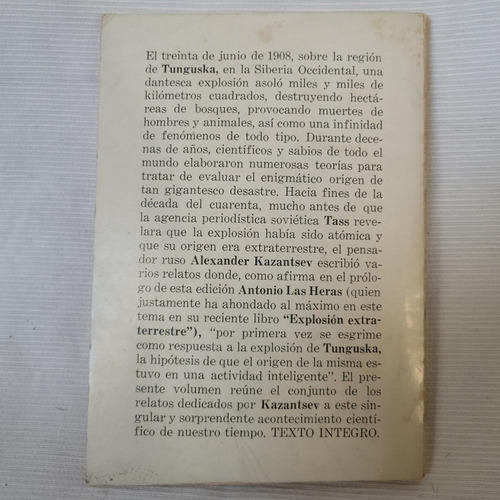 El treinta de junio de 1908, sobre la región
de Tunguska, en la Siberia Occidental, una
dantesca explosión asoló miles y miles de
kilómetros cuadrados, destruyendo hectá-
reas de bosques, provocando muertes de
hombres y animales, así como una infinidad
de fenómenos de todo tipo. Durante dece-
nas de años, científicos y sabios de todo el
mundo elaboraron numerosas teorías para
tratar de evaluar el enigmático origen de
tan gigantesco desastre. Hacia fines de la
década del cuarenta, mucho antes de que
la agencia periodística soviética Tass reve-
lara que la explosión había sido atómica y
que su origen era extraterrestre, el pensa-
dor ruso Alexander Kazantsev escribió va-
rios relatos donde, como afirma en el prólo-
go de esta edición Antonio Las Heras (quien
justamente ha ahondado al máximo en este
tema en su reciente libro “Explosión extra-
terrestre”), “por primera vez se esgrime
como respuesta a la explosión de Tunguska,
la hipótesis de que el origen de la misma es-
tuvo en una actividad inteligente”. El pre-
sente volumen reúne el conjunto de los
relatos dedicados por Kazantsev a este sin-
gular y sorprendente acontecimiento cientí-
fico de nuestro tiempo. TEXTO INTEGRO.